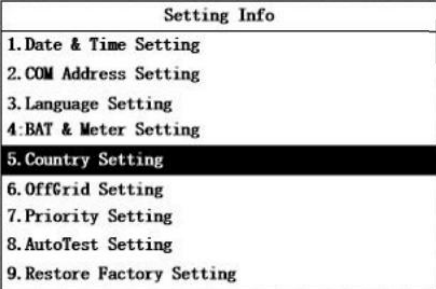 Setting Info
1.Date & Time Setting
2.COM Address Setting
3.Language Setting
4:BAT & Meter Setting
5.Country Setting
6.OffGrid Setting
7.Priority Setting
8.AutoTest Setting
9.Restore Factory Setting